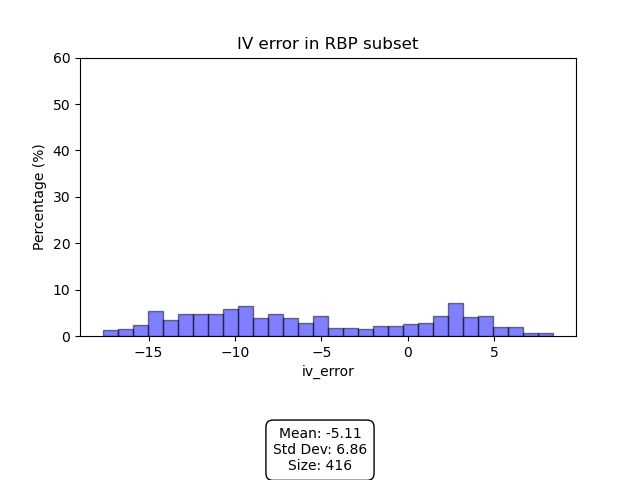 IV error in RBP subset
60
50
40
30
20
10
0
Percentage (%)
−15
−10
−5
0
5
iv_error
Mean: -5.11
Std Dev: 6.86
Size: 416